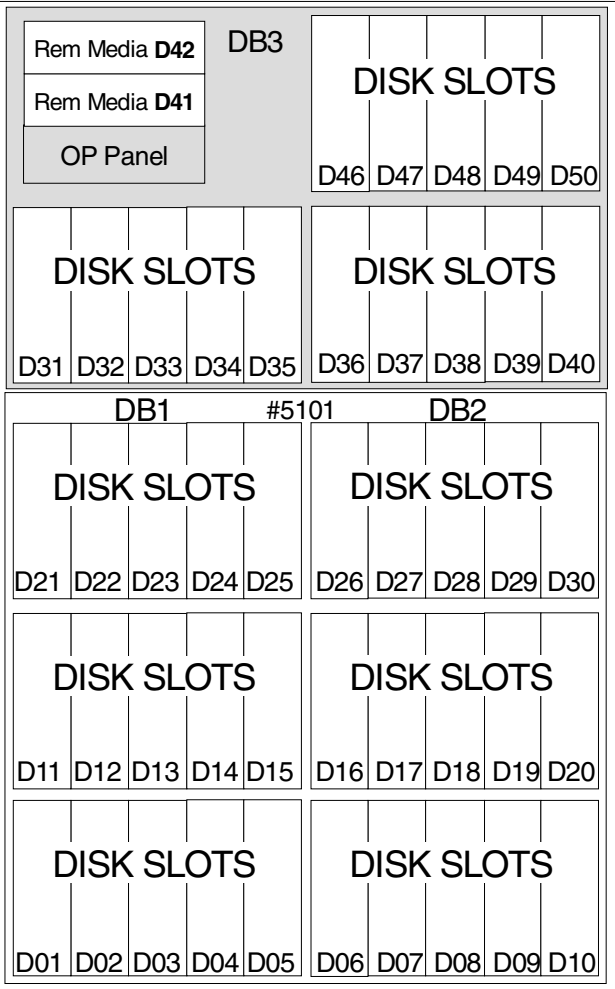 Rem Media D42
DB3
Rem Media D41
OP Panel
DISK SLOTS
D46 D47 D48 D49 D50
DISK SLOTS DISK SLOTS
D31 D32 D33 D34 D35 D36 D37 D38 D39 D40
DB1 #5101 DB2
DISK SLOTS DISK SLOTS
D21 D22 D23 D24 D25 D26 D27 D28 D29 D30
DISK SLOTS DISK SLOTS
D11 D12 D13 D14 D15 D16 D17 D18 D19 D20
DISK SLOTS DISK SLOTS
D01 D02 D03 D04 D05 D06 D07 D08 D09 D10